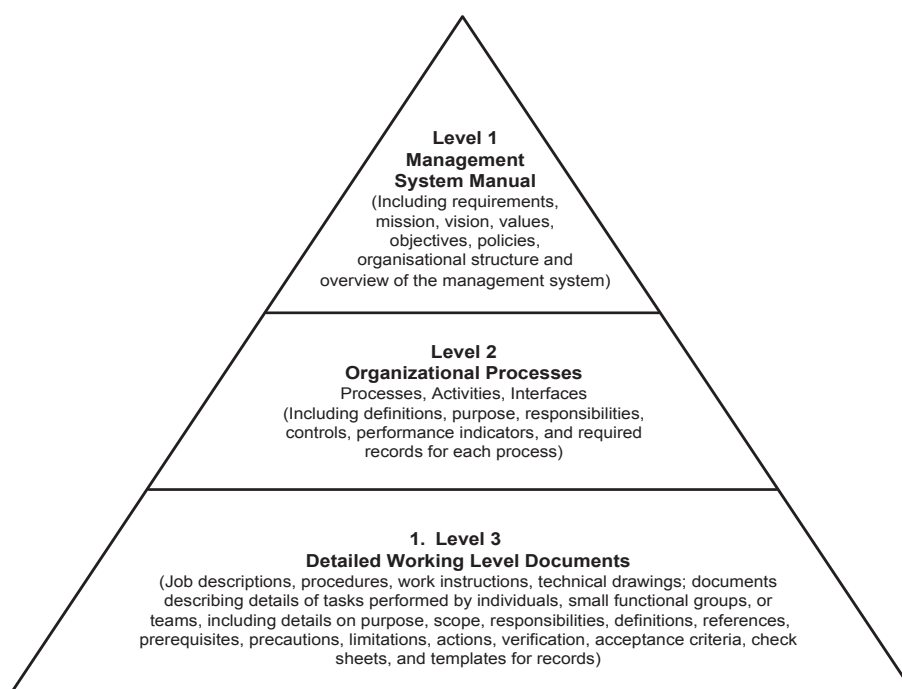 Level 1
Management
System Manual
(Including requirements,
mission, vision, values,
objectives, policies,
organisational structure and
overview of the management system)
Level 2
Organizational Processes
Processes, Activities, Interfaces
(Including definitions, purpose, responsibilities,
controls, performance indicators, and required
records for each process)
1. Level 3
Detailed Working Level Documents
(Job descriptions, procedures, work instructions, technical drawings; documents
describing details of tasks performed by individuals, small functional groups, or
teams, including details on purpose, scope, responsibilities, definitions, references,
prerequisites, precautions, limitations, actions, verification, acceptance criteria, check
sheets, and templates for records)